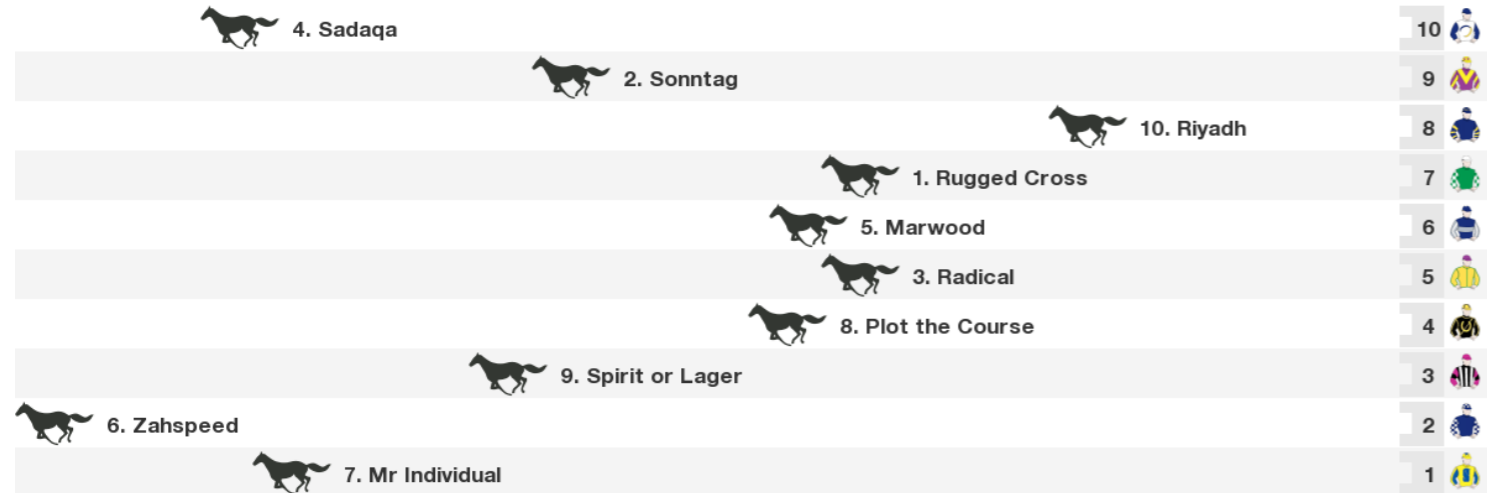 4. Sadaqa 10
2. Sonntag 9
10. Riyadh 8
1. Rugged Cross 7
5. Marwood 6
3. Radical 5
8. Plot the Course 4
9. Spirit or Lager 3
6. Zahspeed 2
7. Mr Individual 1